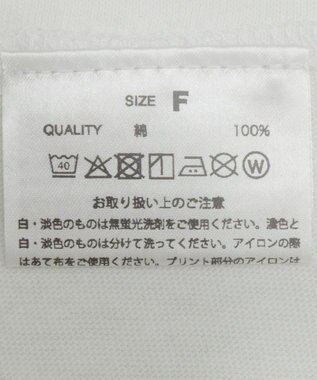 SIZE F
QUALITY 綿 100%
40 W
お取り扱い上のご注意
白・淡色のものは無蛍光洗剤をご使用ください。濃色と
白・淡色のものは分けて洗ってください。アイロンの際
はあて布をご使用ください。プリント部分のアイロンは